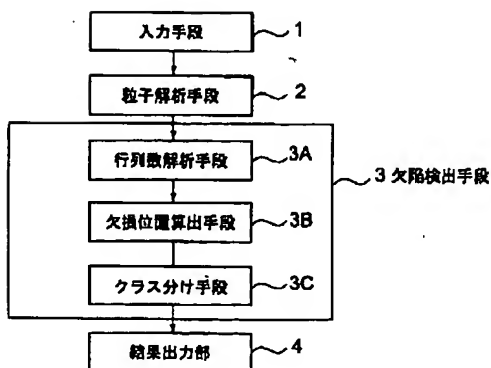 入力手段 1
粒子解析手段 2
行列数解析手段 3A
3 欠陥検出手段
欠損位置算出手段 3B
クラス分け手段 3C
結果出力部 4